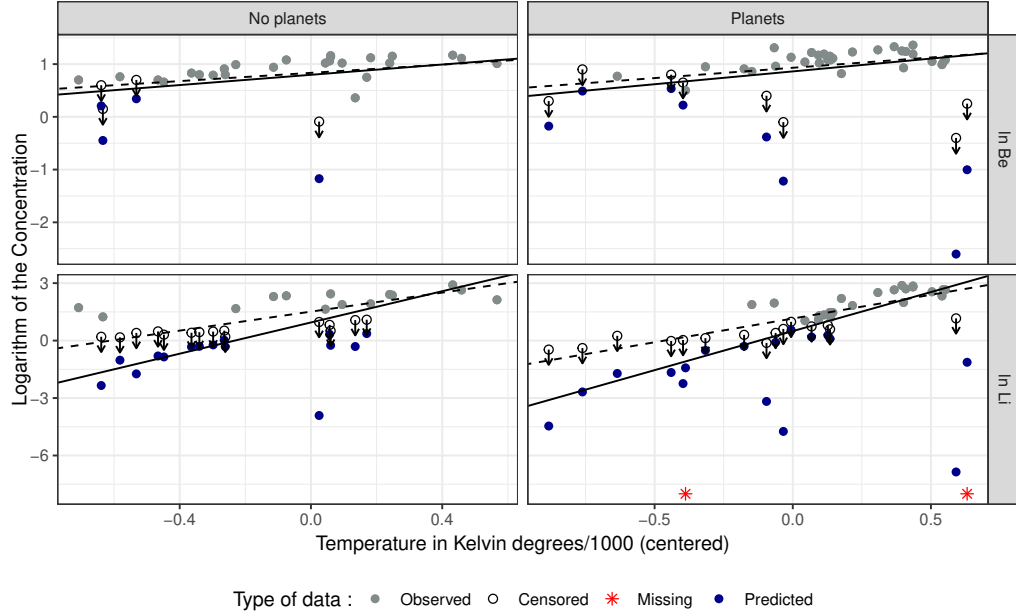 No planets
Planets
Logarithm of the Concentration
1
0
−1
−2
ln Be
3
0
−3
−6
ln Li
−0.4
0.0
0.4
−0.5
0.0
0.5
Temperature in Kelvin degrees/1000 (centered)
Type of data :
Observed
Censored
Missing
Predicted